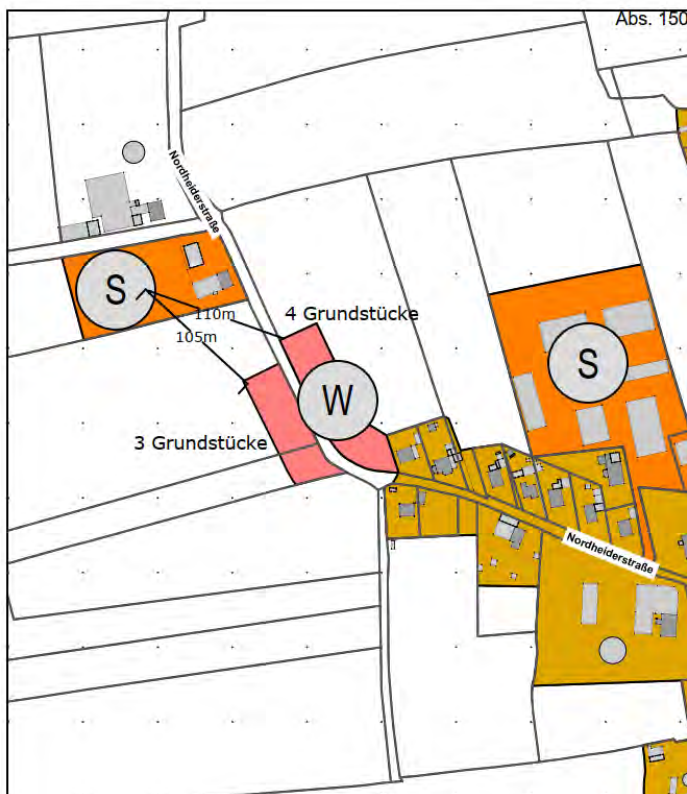 Abs. 150
Nordheiderstraße
S
110m
4 Grundstücke
105m
S
W
3 Grundstücke
Nordheiderstraße